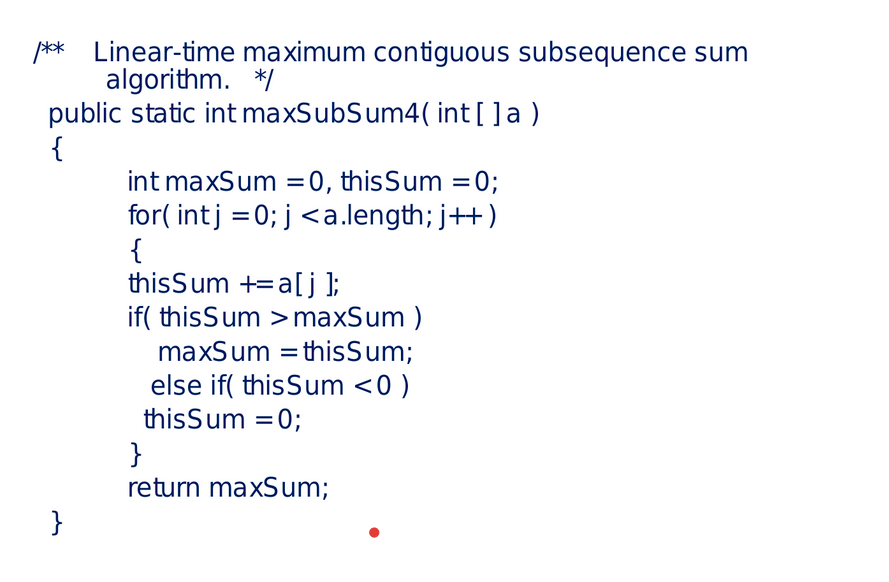 /** Linear-time maximum contiguous subsequence sum
algorithm. */
public static int maxSubSum4( int [ ] a )
{
int maxSum = 0, thisSum = 0;
for( int j = 0; j < a.length; j++ )
{
thisSum += a[ j ];
if( thisSum > maxSum )
maxSum = thisSum;
else if( thisSum < 0 )
thisSum = 0;
}
return maxSum;
}